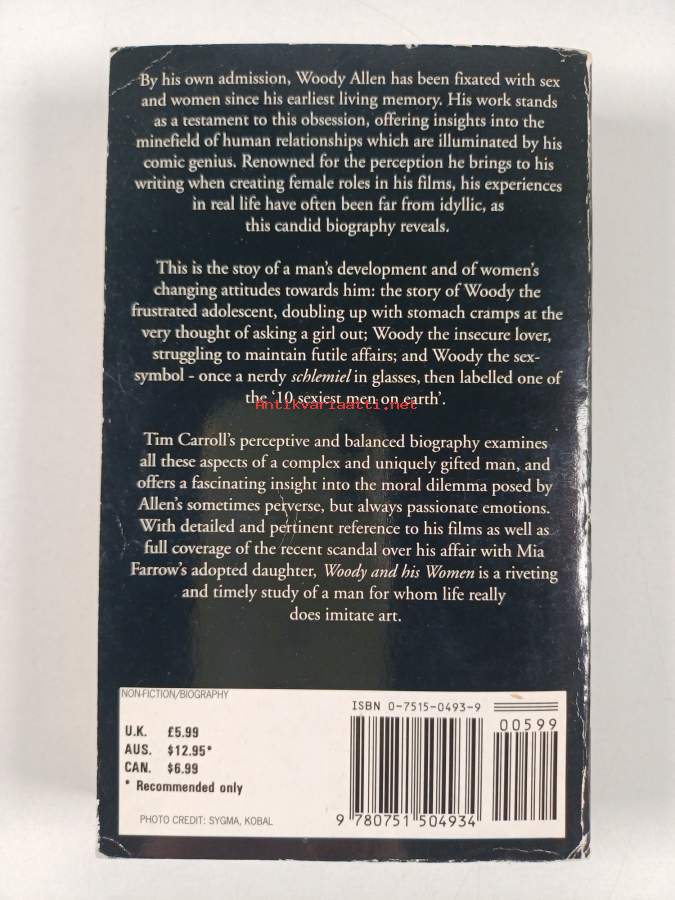 By his own admission, Woody Allen has been fixated with sex
and women since his earliest living memory. His work stands
as a testament to this obsession, offering insights into the
minefield of human relationships which are illuminated by his
comic genius. Renowned for the perception he brings to his
writing when creating female roles in his films, his experiences
in real life have often been far from idyllic, as
this candid biography reveals.
This is the stoy of a man's development and of women's
changing attitudes towards him: the story of Woody the
frustrated adolescent, doubling up with stomach cramps at the
very thought of asking a girl out; Woody the insecure lover,
struggling to maintain futile affairs; and Woody the sex-
symbol - once a nerdy schlemiel in glasses, then labelled one of
the '10 sexiest men on earth'.
Antikvariaatti.net
Tim Carroll's perceptive and balanced biography examines
all these aspects of a complex and uniquely gifted man, and
offers a fascinating insight into the moral dilemma posed by
Allen's sometimes perverse, but always passionate emotions.
With detailed and pertinent reference to his films as well as
full coverage of the recent scandal over his affair with Mia
Farrow's adopted daughter, Woody and his Women is a riveting
and timely study of a man for whom life really
does imitate art.
NON-FICTION/BIOGRAPHY
U.K. £5.99
AUS. $12.95*
CAN. $6.99
* Recommended only
PHOTO CREDIT: SYGMA, KOBAL
ISBN 0-7515-0493-9
00599
9 780751 504934